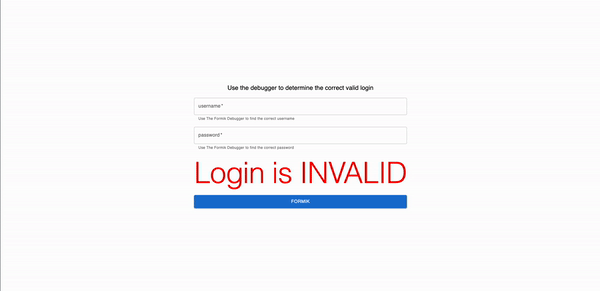 Use the debugger to determine the correct valid login
username *
Use The Formik Debugger to find the correct username
password *
Use The Formik Debugger to find the correct password
Login is INVALID
FORMIK